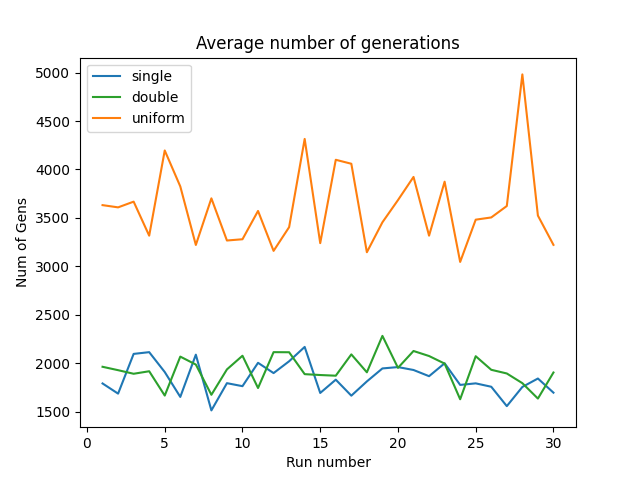 Average number of generations
single
double
uniform
Num of Gens
5000
4500
4000
3500
3000
2500
2000
1500
0 5 10 15 20 25 30
Run number